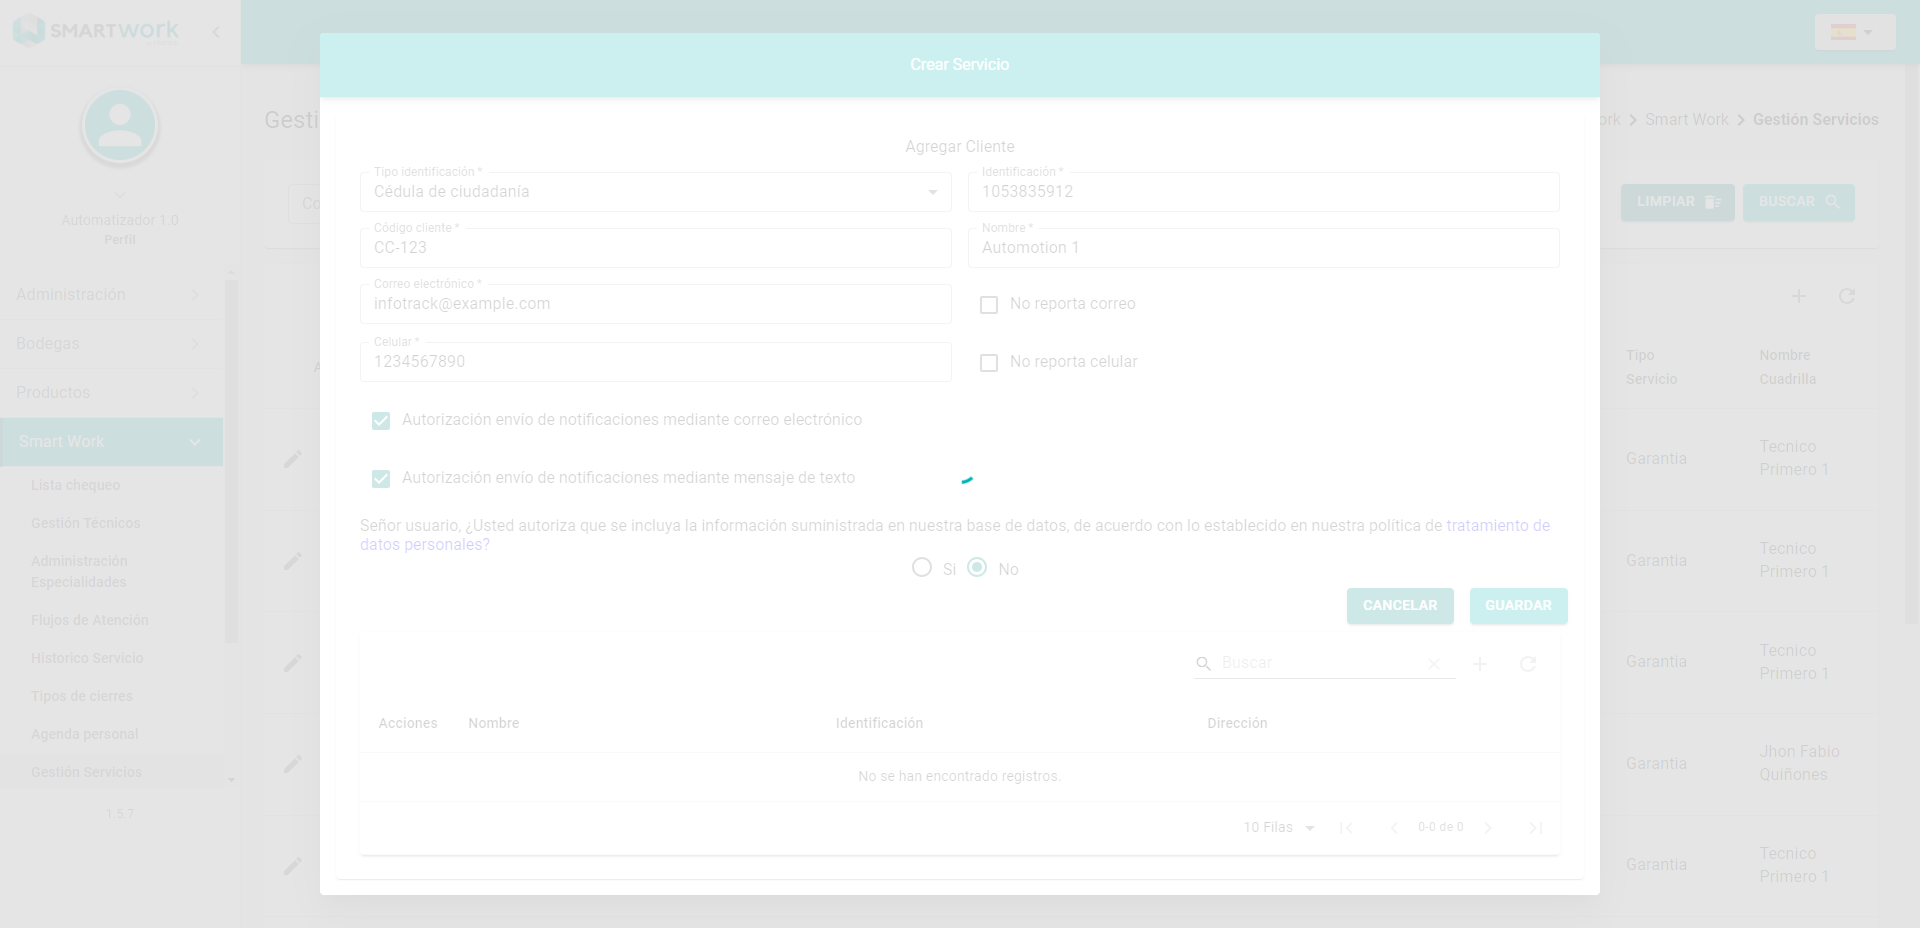 SMARTWORK
Crear Servicio
Gesti
ork > Smart Work > Gestión Servicios
Agregar Cliente
Tipo identificación *
Cédula de ciudadanía
Identificación *
1053835912
Co
LIMPIAR
BUSCAR
Automatizador 1.0
Perfil
Código cliente *
CC-123
Nombre *
Automotion 1
Correo electrónico *
infotrack@example.com
No reporta correo
Celular *
1234567890
No reporta celular
Administración
Bodegas
Productos
Smart Work
Lista chequeo
Gestión Técnicos
Administración
Especialidades
Flujos de Atención
Historico Servicio
Tipos de cierres
Agenda personal
Gestión Servicios
1.5.7
A
Autorización envío de notificaciones mediante correo electrónico
Autorización envío de notificaciones mediante mensaje de texto
Señor usuario, ¿Usted autoriza que se incluya la información suministrada en nuestra base de datos, de acuerdo con lo establecido en nuestra política de tratamiento de
datos personales?
Si
No
CANCELAR
GUARDAR
Buscar
Acciones
Nombre
Identificación
Dirección
No se han encontrado registros.
10 Filas
0-0 de 0
Tipo
Servicio
Nombre
Cuadrilla
Garantia
Tecnico
Primero 1
Garantia
Tecnico
Primero 1
Garantia
Tecnico
Primero 1
Garantia
Jhon Fabio
Quiñones
Garantia
Tecnico
Primero 1